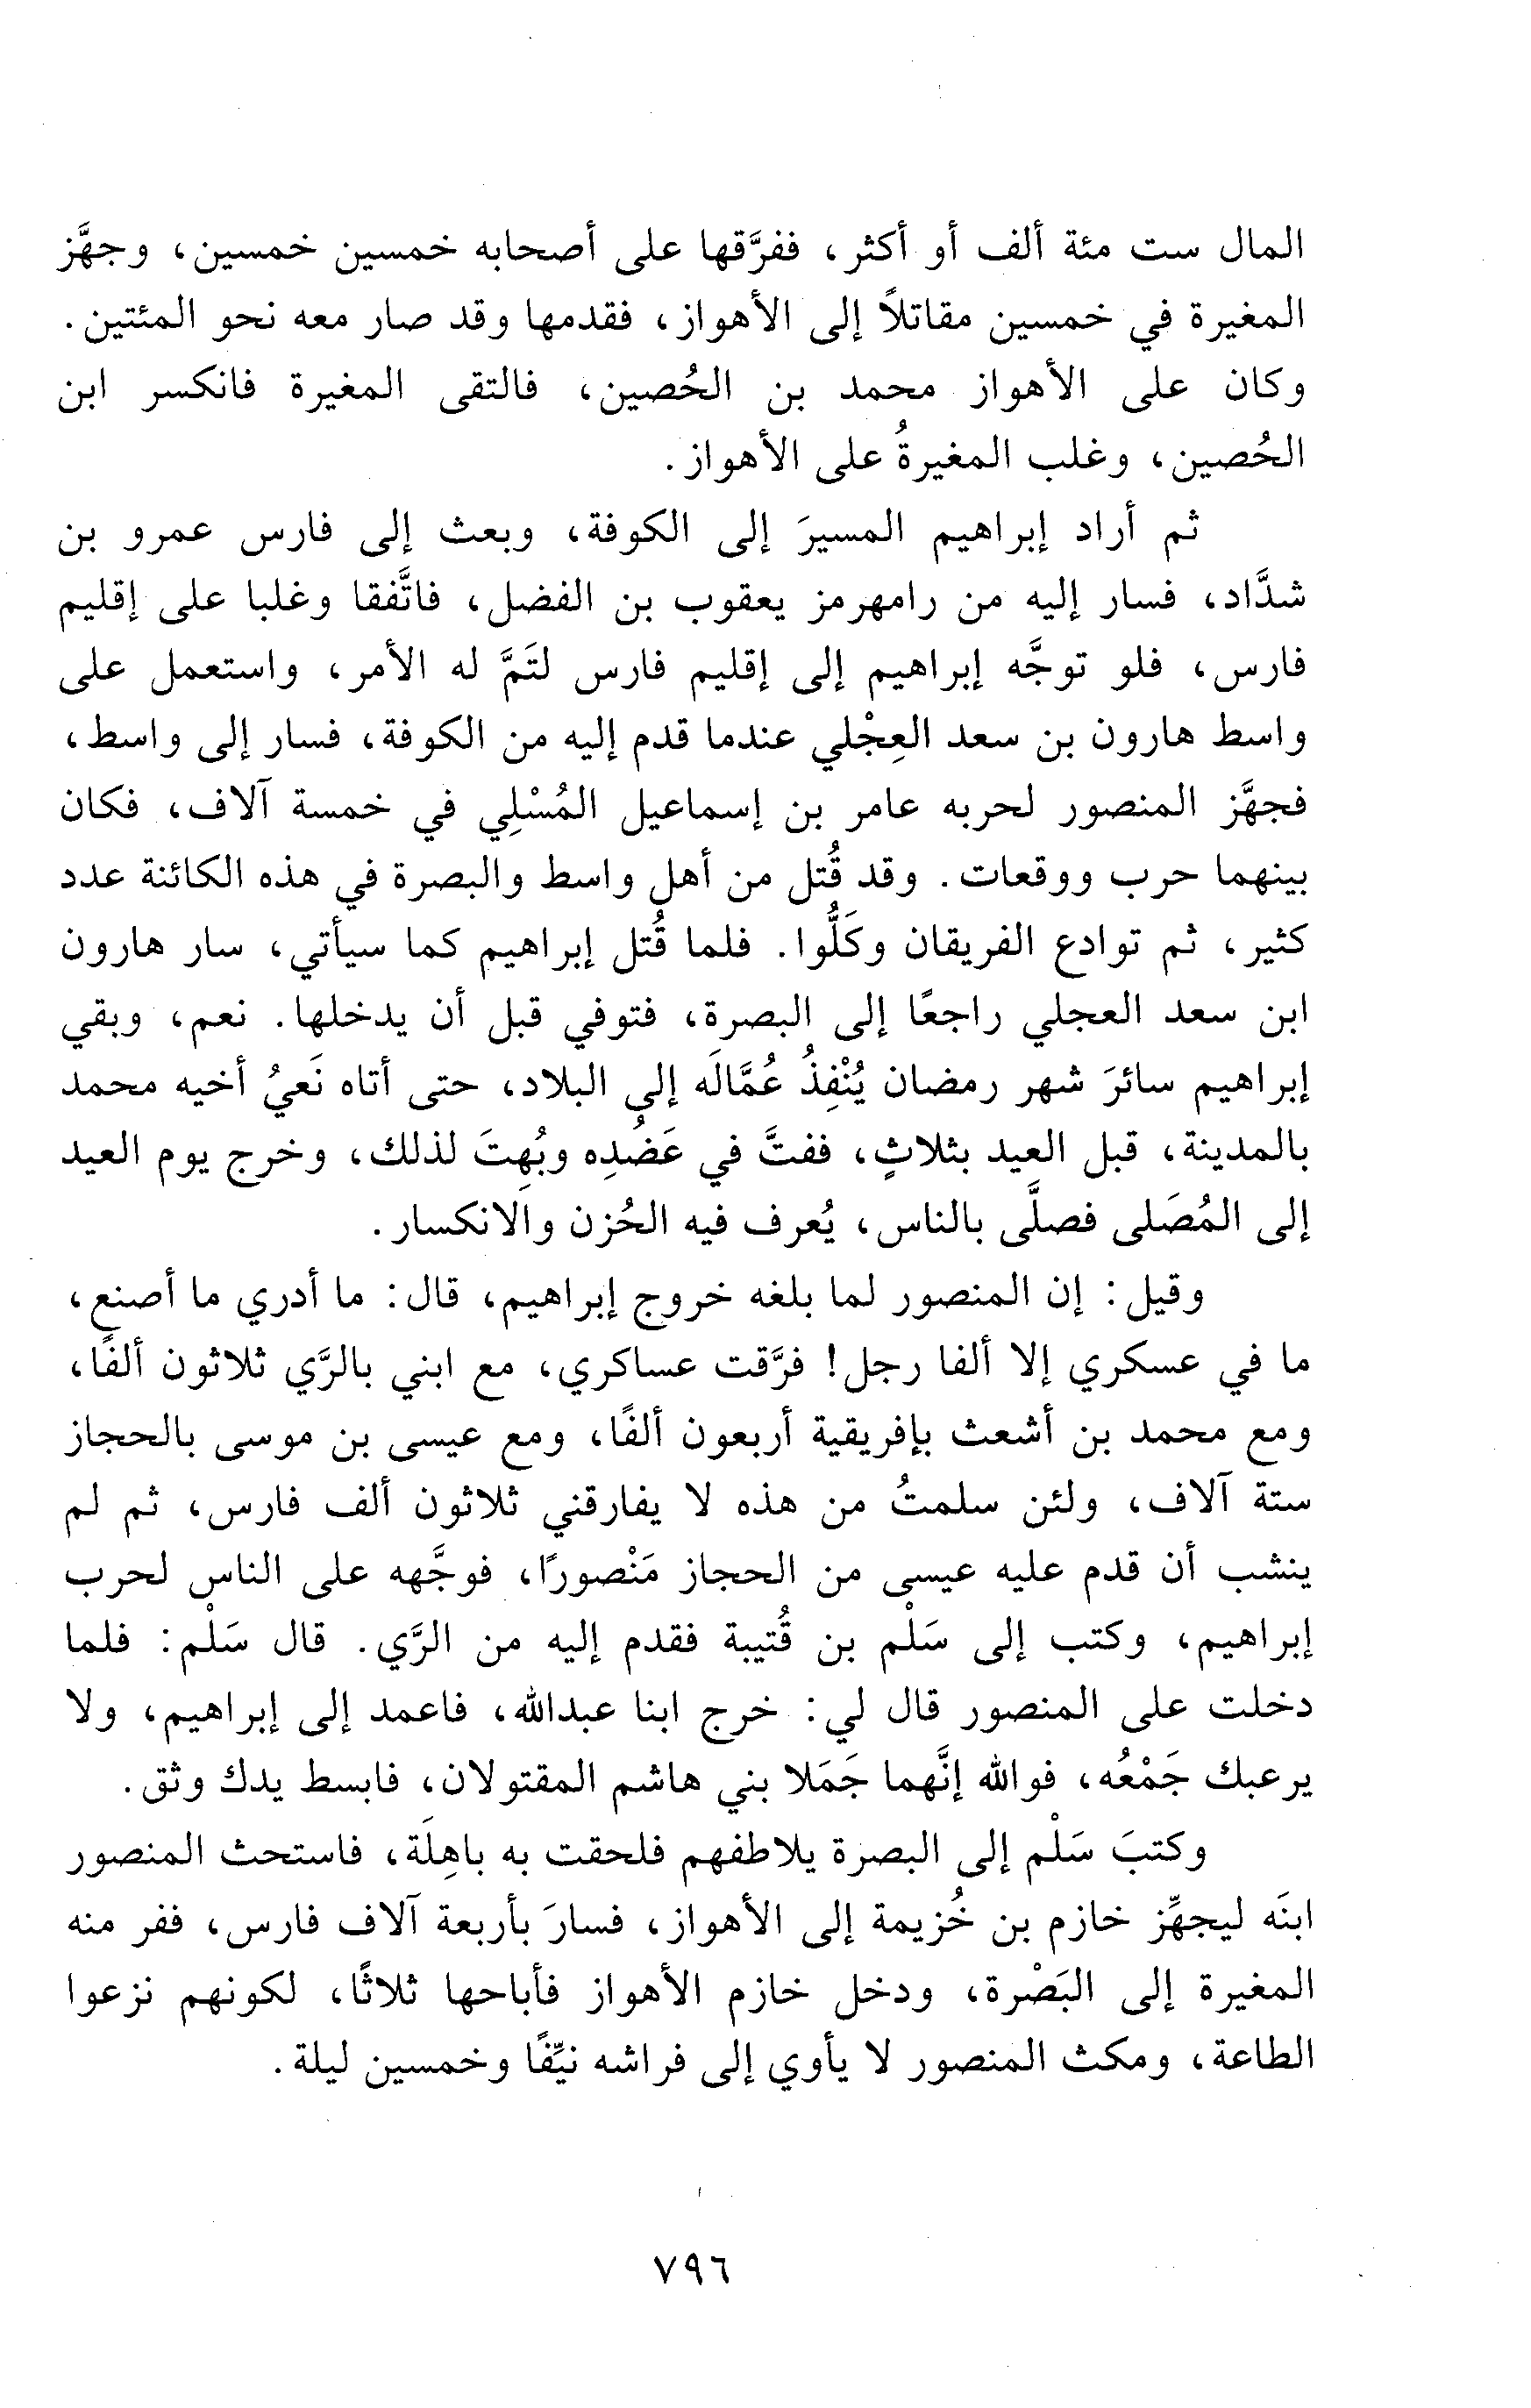 المال ست مئة ألف أو أكثر، ففرَّقها على أصحابه خمسين خمسين، وجهَّز
المغيرة في خمسين مقاتلاً إلى الأهواز، فقدمها وقد صار معه نحو المئتين.
وكان على الأهواز محمد بن الحُصين، فالتقى المغيرة فانكسر ابن
الحُصين، وغلب المغيرةُ على الأهواز.
ثم أراد إبراهيم المسيرَ إلى الكوفة، وبعث إلى فارس عمرو بن
شدَّاد، فسار إليه من رامهرمز يعقوب بن الفضل، فاتَّفقا وغلبا على إقليم
فارس، فلو توجَّه إبراهيم إلى إقليم فارس لتَمَّ له الأمر، واستعمل على
واسط هارون بن سعد العِجْلي عندما قدم إليه من الكوفة، فسار إلى واسط،
فجهَّز المنصور لحربه عامر بن إسماعيل المُسْلِي في خمسة آلاف، فكان
بينهما حرب ووقعات. وقد قُتل من أهل واسط والبصرة في هذه الكائنة عدد
كثير، ثم توادع الفريقان وكَلُّوا. فلما قُتل إبراهيم كما سيأتي، سار هارون
ابن سعد العجلي راجعًا إلى البصرة، فتوفي قبل أن يدخلها. نعم، وبقي
إبراهيم سائرَ شهر رمضان يُنْفِذُ عُمَّالَه إلى البلاد، حتى أتاه نَعيُ أخيه محمد
بالمدينة، قبل العيد بثلاثٍ، ففتَّ في عَضُدِه وبُهِتَ لذلك، وخرج يوم العيد
إلى المُصَلى فصلَّى بالناس، يُعرف فيه الحُزن والانكسار.
وقيل: إن المنصور لما بلغه خروج إبراهيم، قال: ما أدري ما أصنع،
ما في عسكري إلا ألفا رجل! فرَّقت عساكري، مع ابني بالرَّي ثلاثون ألفًا،
ومع محمد بن أشعث بإفريقية أربعون ألفًا، ومع عيسى بن موسى بالحجاز
ستة آلاف، ولئن سلمتُ من هذه لا يفارقني ثلاثون ألف فارس، ثم لم
ينشب أن قدم عليه عيسى من الحجاز مَنْصورًا، فوجَّهه على الناس لحرب
إبراهيم، وكتب إلى سَلْم بن قُتيبة فقدم إليه من الرَّي. قال سَلْم: فلما
دخلت على المنصور قال لي: خرج ابنا عبدالله، فاعمد إلى إبراهيم، ولا
يرعبك جَمْعُه، فوالله إنَّهما جَمَلا بني هاشم المقتولان، فابسط يدك وثق.
وكتبَ سَلْم إلى البصرة يلاطفهم فلحقت به باهِلَة، فاستحث المنصور
ابنَه ليجهِّز خازم بن خُزيمة إلى الأهواز، فسارَ بأربعة آلاف فارس، ففر منه
المغيرة إلى البَصْرة، ودخل خازم الأهواز فأباحها ثلاثًا، لكونهم نزعوا
الطاعة، ومكث المنصور لا يأوي إلى فراشه نيِّفًا وخمسين ليلة.
٧٩٦